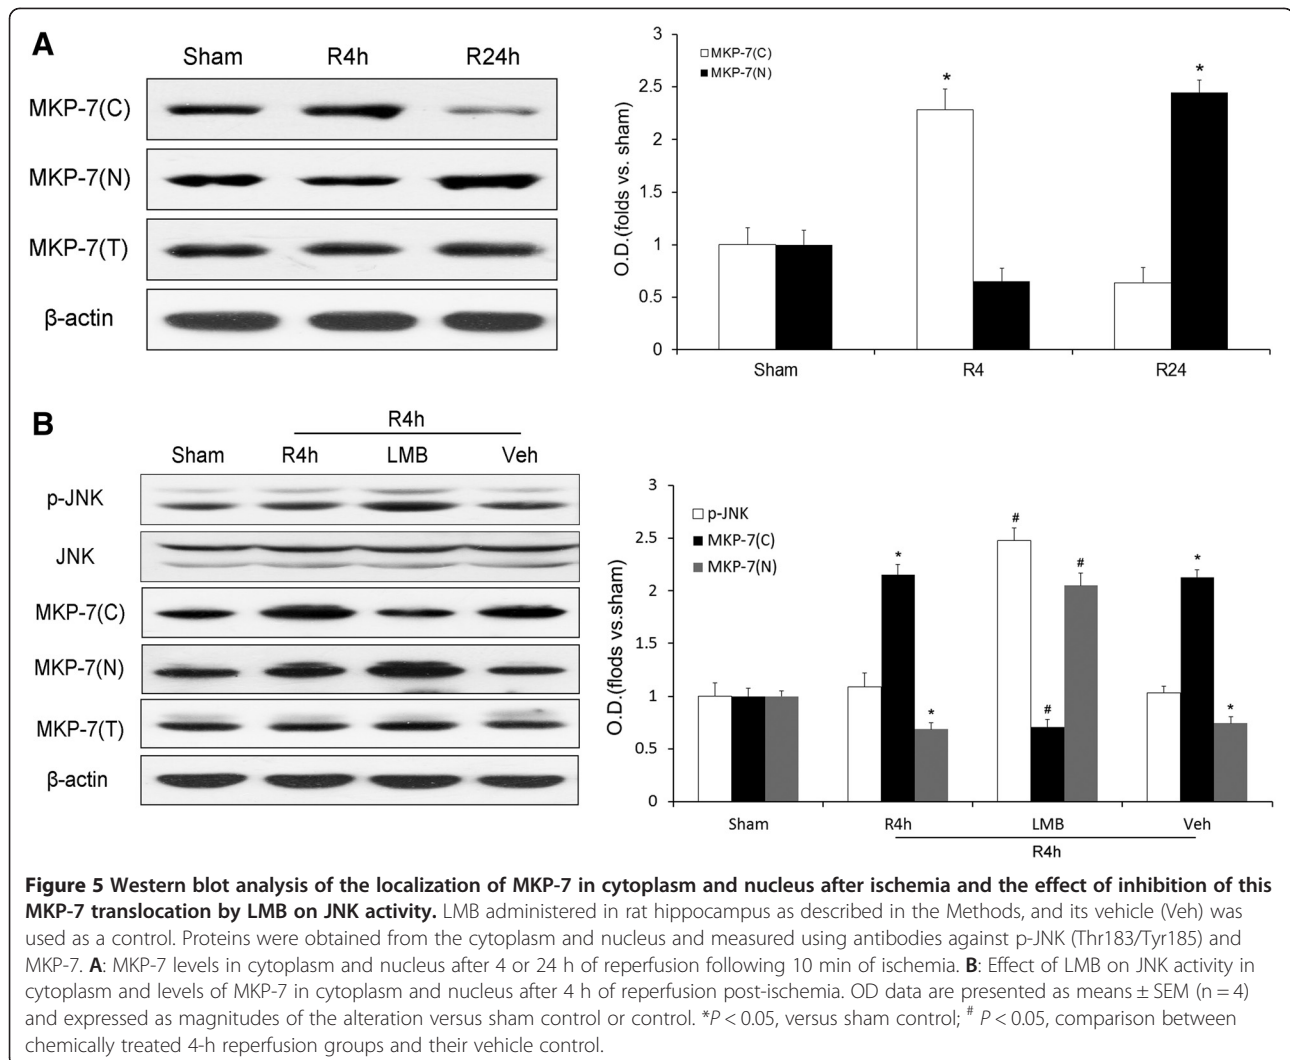 A
Sham R4h R24h
MKP-7(C)
MKP-7(N)
MKP-7(T)
β-actin
3
2.5
2
1.5
1
0.5
0
O.D.(folds vs. sham)
MKP-7(C)
MKP-7(N)
*
*
Sham R4 R24
B
R4h
Sham R4h LMB Veh
p-JNK
JNK
MKP-7(C)
MKP-7(N)
MKP-7(T)
β-actin
3
2.5
2
1.5
1
0.5
0
O.D.(flods vs.sham)
p-JNK
MKP-7(C)
MKP-7(N)
*
*
#
#
#
*
*
Sham R4h LMB Veh
R4h
Figure 5 Western blot analysis of the localization of MKP-7 in cytoplasm and nucleus after ischemia and the effect of inhibition of this
MKP-7 translocation by LMB on JNK activity. LMB administered in rat hippocampus as described in the Methods, and its vehicle (Veh) was
used as a control. Proteins were obtained from the cytoplasm and nucleus and measured using antibodies against p-JNK (Thr183/Tyr185) and
MKP-7. A: MKP-7 levels in cytoplasm and nucleus after 4 or 24 h of reperfusion following 10 min of ischemia. B: Effect of LMB on JNK activity in
cytoplasm and levels of MKP-7 in cytoplasm and nucleus after 4 h of reperfusion post-ischemia. OD data are presented as means ± SEM (n = 4)
and expressed as magnitudes of the alteration versus sham control or control. *P < 0.05, versus sham control; # P < 0.05, comparison between
chemically treated 4-h reperfusion groups and their vehicle control.